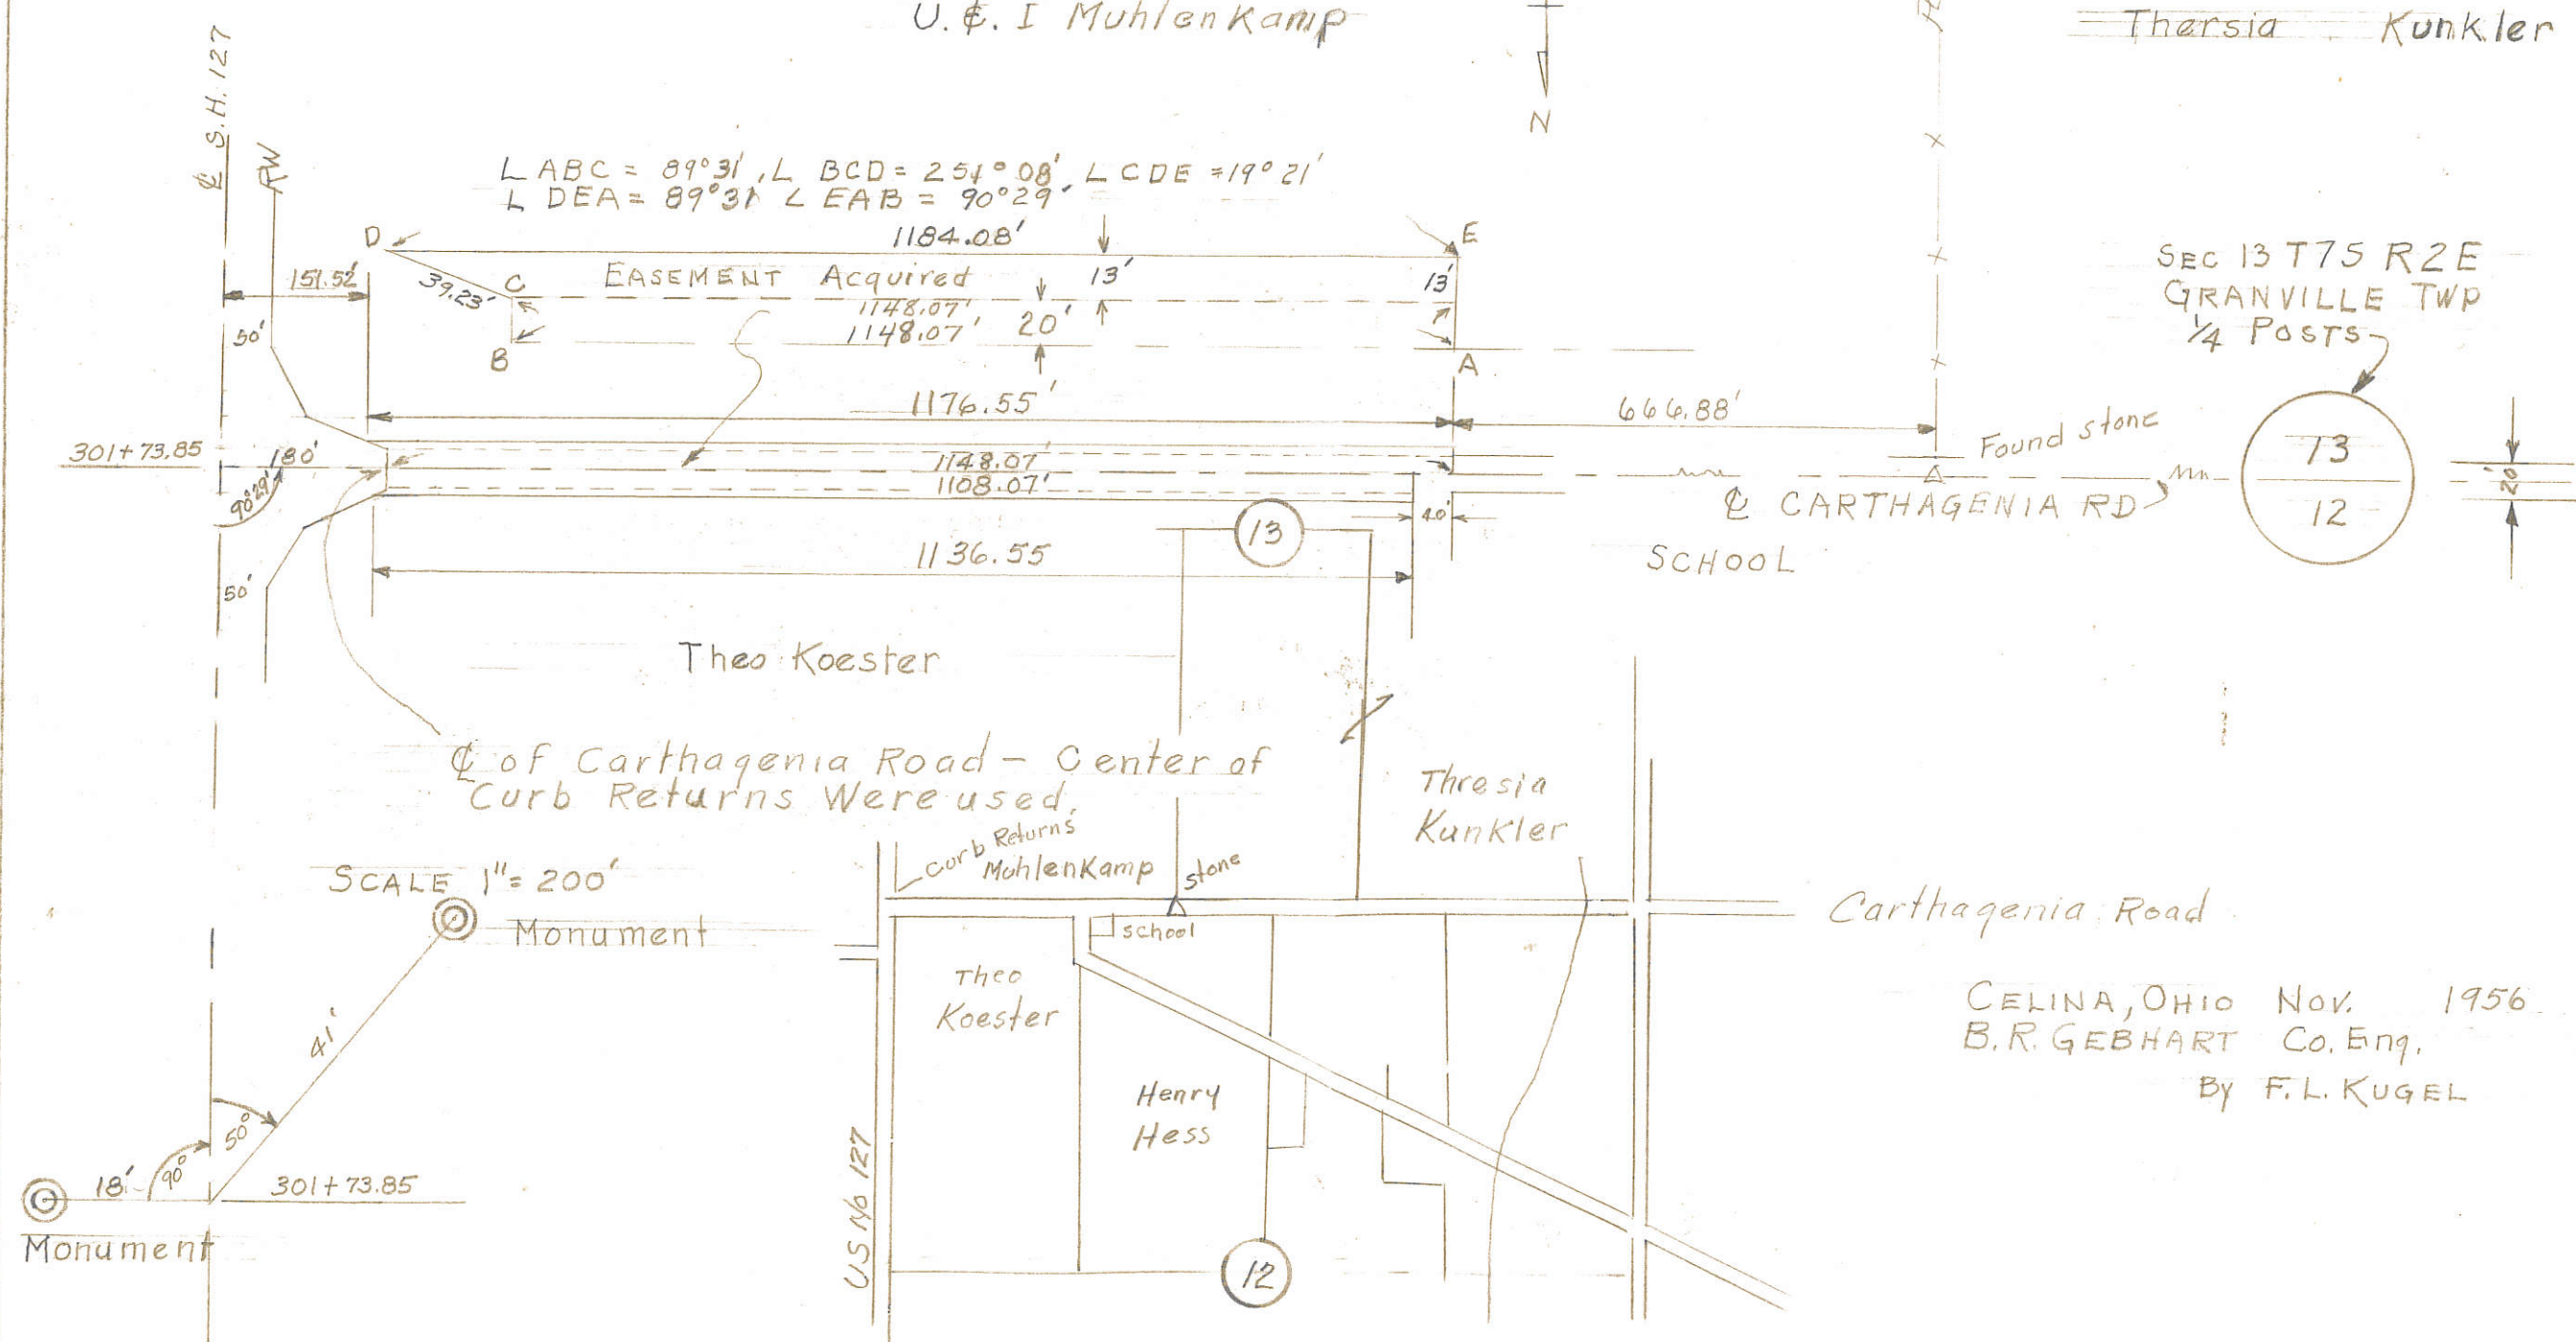 U. & I Muhlenkamp
Thersia Kunkler
℄ S.H. 127
RW
N
L ABC = 89°31', L BCD = 251°08', L CDE = 19°21'
L DEA = 89°31' L EAB = 90°29'
D
1184.08'
E
151.52'
39.23'
C
EASEMENT Acquired
13'
13'
1148.07'
1148.07'
20'
50'
B
A
SEC 13 T7S R2E
GRANVILLE TWP
1/4 POSTS
1176.55'
666.88'
Found stone
301+73.85
180'
90°29'
1148.07'
1108.07'
40'
℄ CARTHAGENIA RD
13
12
20'
13
1136.55
SCHOOL
50'
Theo Koester
℄ of Carthagenia Road - Center of
Curb Returns Were used.
Thresia
Kunkler
curb Returns
Muhlenkamp
stone
SCALE 1"= 200'
Monument
school
Carthagenia Road
Theo
Koester
41'
CELINA, OHIO Nov. 1956
B.R. GEBHART Co. Eng.
By F.L. KUGEL
Henry
Hess
50°
90°
18'
301+73.85
Monument
US No 127
12